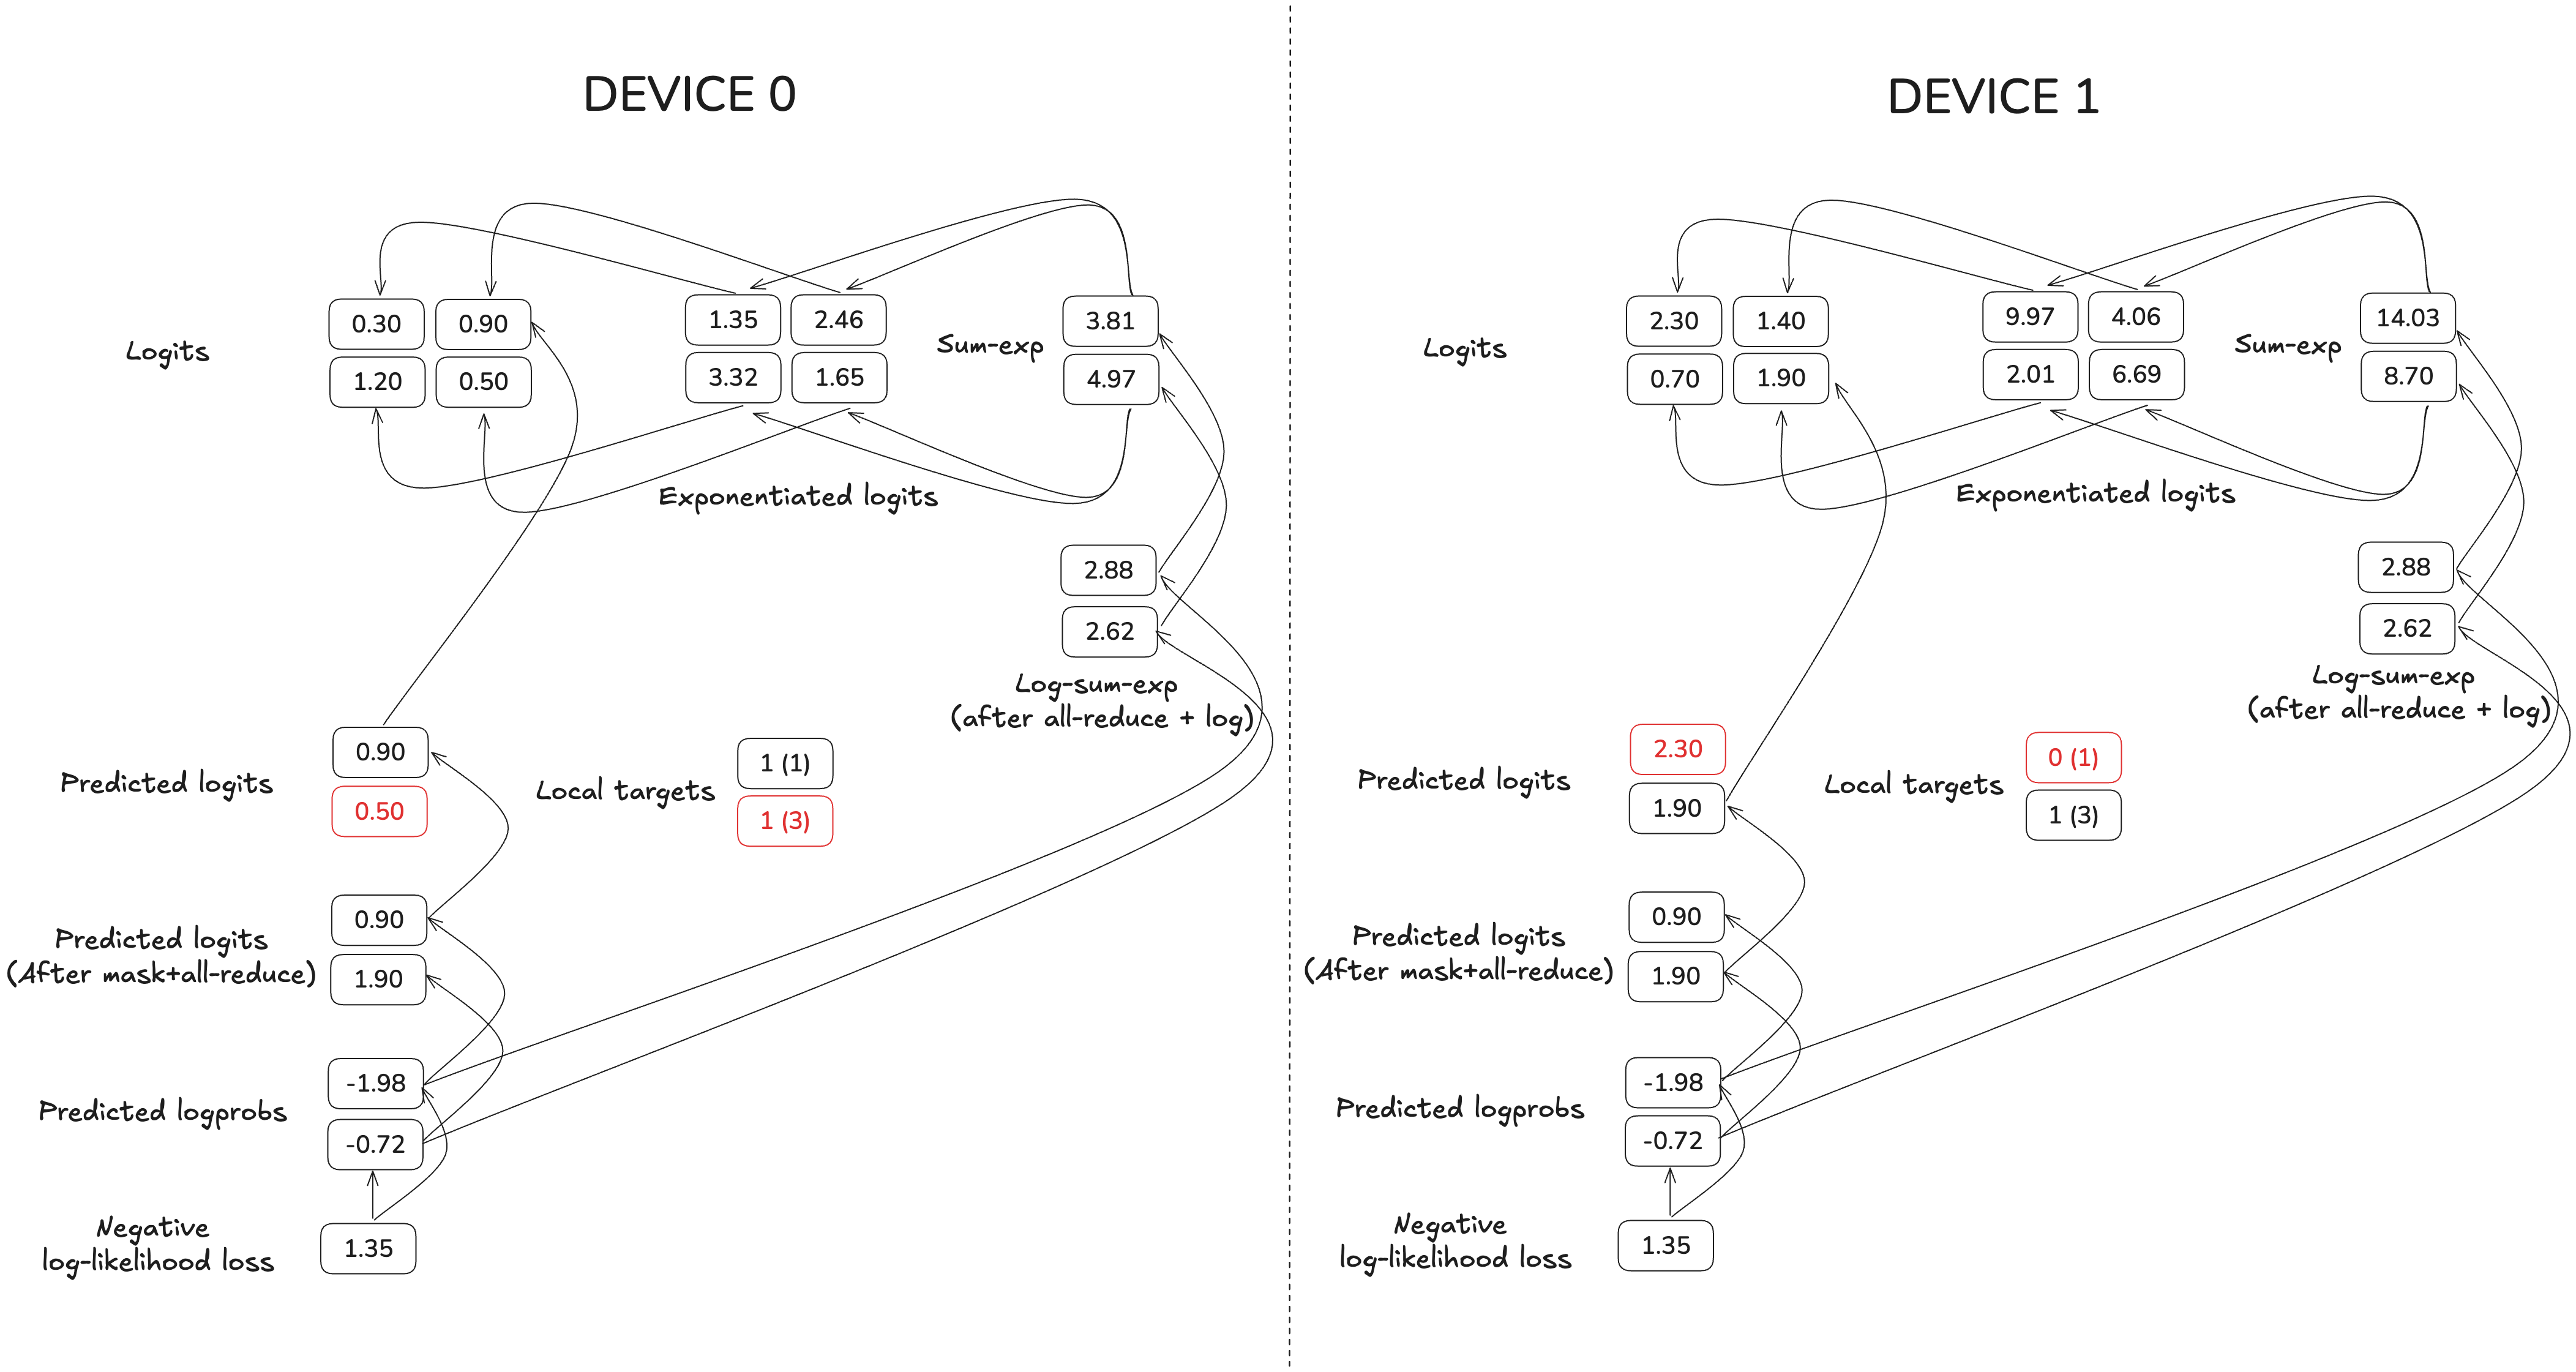 DEVICE 0
0.30 0.90 1.35 2.46 3.81
Logits Sum-exp
1.20 0.50 3.32 1.65 4.97
Exponentiated logits
2.88
2.62
Log-sum-exp
(after all-reduce + log)
0.90 1 (1)
Predicted logits Local targets
0.50 1 (3)
0.90
Predicted logits
(After mask+all-reduce)
1.90
-1.98
Predicted logprobs
-0.72
Negative
log-likelihood loss
1.35
DEVICE 1
2.30 1.40 9.97 4.06 14.03
Logits Sum-exp
0.70 1.90 2.01 6.69 8.70
Exponentiated logits
2.88
2.62
Log-sum-exp
(after all-reduce + log)
2.30 0 (1)
Predicted logits Local targets
1.90 1 (3)
0.90
Predicted logits
(After mask+all-reduce)
1.90
-1.98
Predicted logprobs
-0.72
Negative
log-likelihood loss
1.35